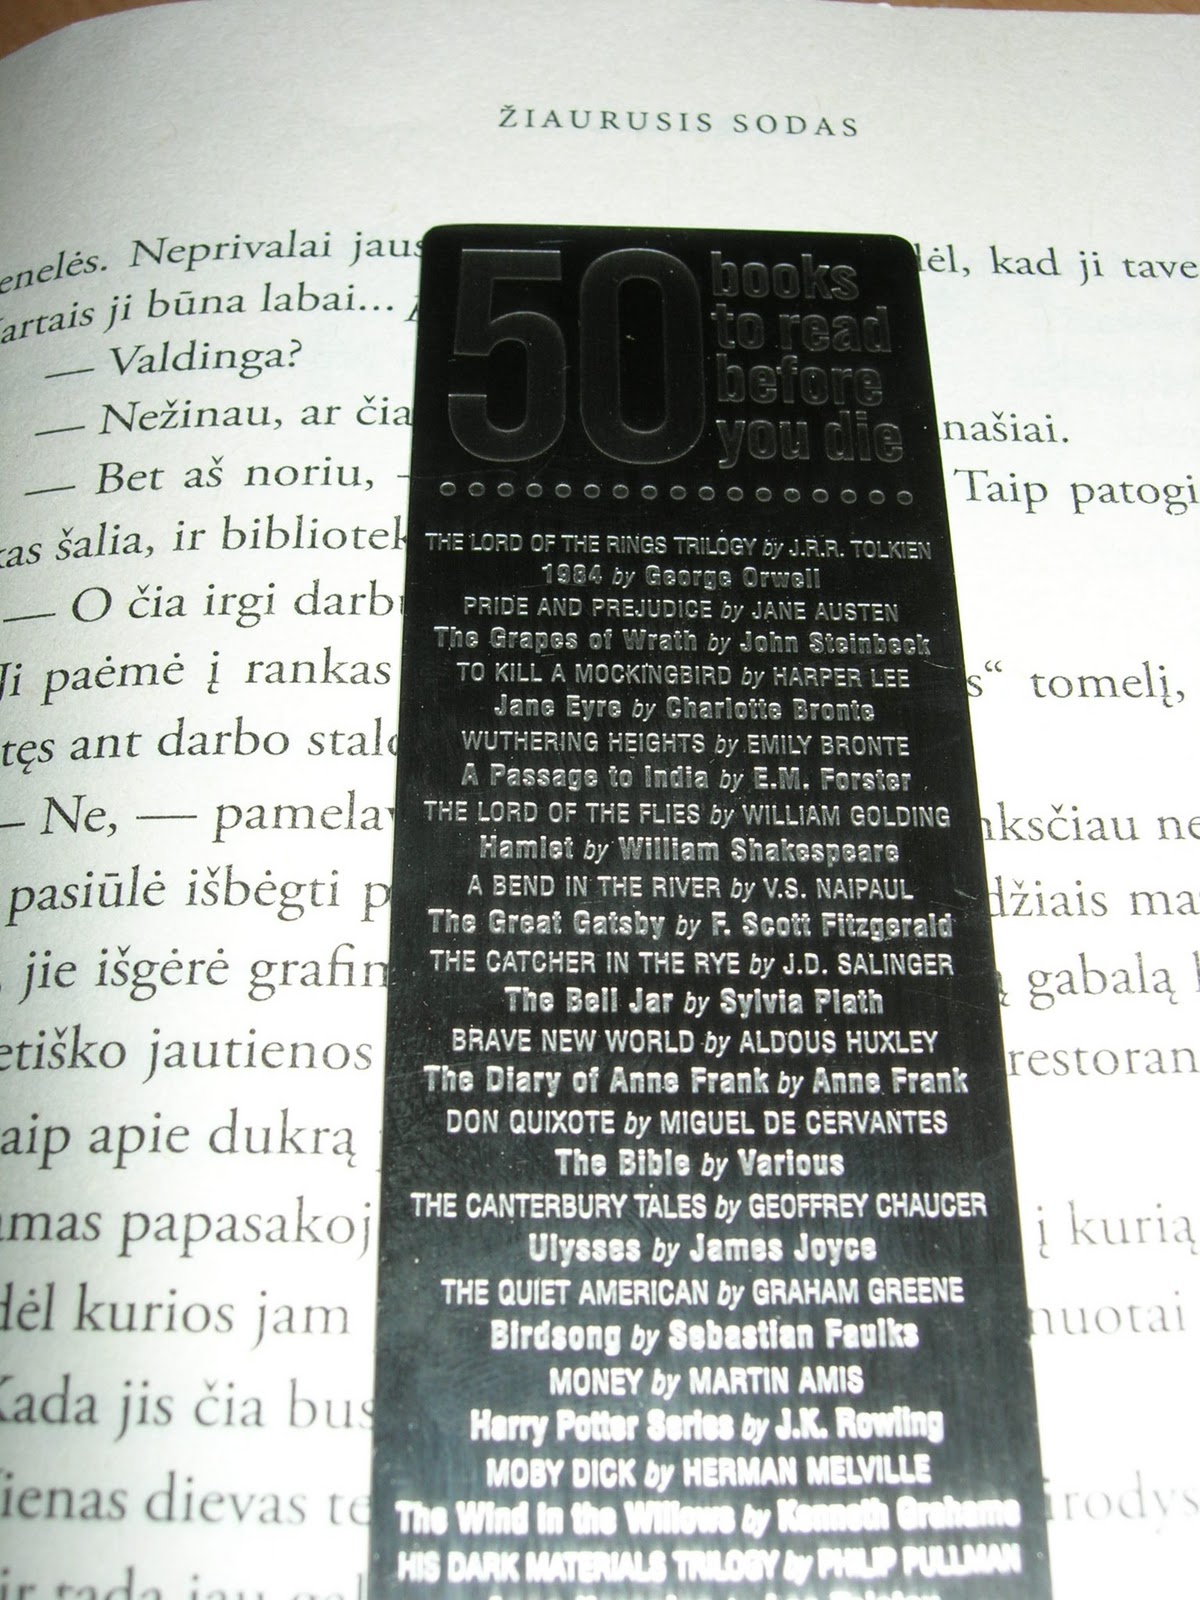 ŽIAURUSIS SODAS
enelės. Neprivalai jaus ėl, kad ji tave
artais ji būna labai...
— Valdinga?
— Nežinau, ar čia našiai.
— Bet aš noriu, Taip patogi
kas šalia, ir bibliotek
— O čia irgi darb
Ji paėmė į rankas s“ tomelį,
tęs ant darbo stalo
— Ne, — pamelav nksčiau ne
pasiūlė išbėgti p džiais ma
, jie išgėrė grafin ą gabalą
etiško jautienos restoran
aip apie dukrą
amas papasakoj į kurią
dėl kurios jam nuotai
Kada jis čia bus
ienas dievas te irodys
ir tada jau
50 books
to read
before
you die
THE LORD OF THE RINGS TRILOGY by J.R.R. TOLKIEN
1984 by George Orwell
PRIDE AND PREJUDICE by JANE AUSTEN
The Grapes of Wrath by John Steinbeck
TO KILL A MOCKINGBIRD by HARPER LEE
Jane Eyre by Charlotte Bronte
WUTHERING HEIGHTS by EMILY BRONTE
A Passage to India by E.M. Forster
THE LORD OF THE FLIES by WILLIAM GOLDING
Hamlet by William Shakespeare
A BEND IN THE RIVER by V.S. NAIPAUL
The Great Gatsby by F. Scott Fitzgerald
THE CATCHER IN THE RYE by J.D. SALINGER
The Bell Jar by Sylvia Plath
BRAVE NEW WORLD by ALDOUS HUXLEY
The Diary of Anne Frank by Anne Frank
DON QUIXOTE by MIGUEL DE CERVANTES
The Bible by Various
THE CANTERBURY TALES by GEOFFREY CHAUCER
Ulysses by James Joyce
THE QUIET AMERICAN by GRAHAM GREENE
Birdsong by Sebastian Faulks
MONEY by MARTIN AMIS
Harry Potter Series by J.K. Rowling
MOBY DICK by HERMAN MELVILLE
The Wind in the Willows by Kenneth Grahame
HIS DARK MATERIALS TRILOGY by PHILIP PULLMAN